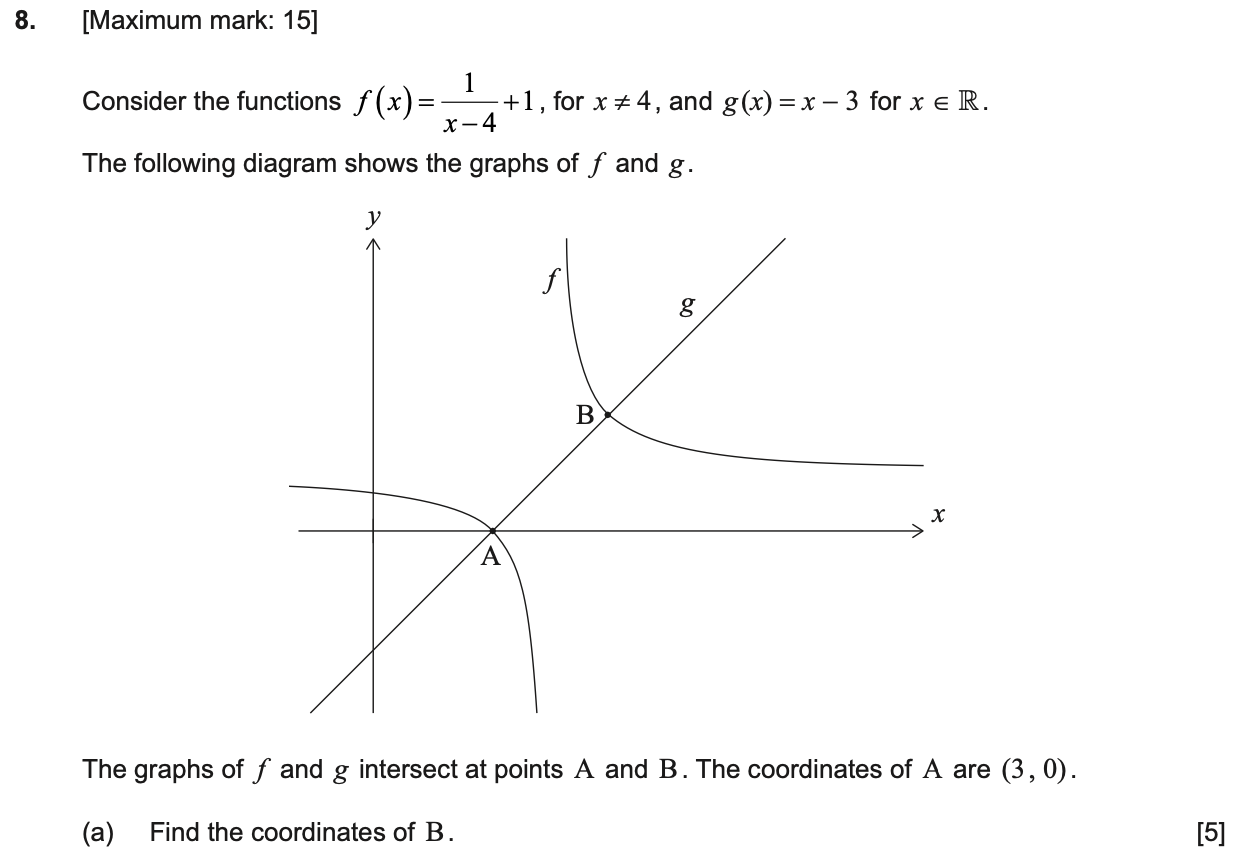 8. [Maximum mark: 15]
Consider the functions f(x) = 1/(x − 4) + 1, for x ≠ 4, and g(x) = x − 3 for x ∈ ℝ.
The following diagram shows the graphs of f and g.
y
f
g
B
x
A
The graphs of f and g intersect at points A and B. The coordinates of A are (3, 0).
(a) Find the coordinates of B. [5]